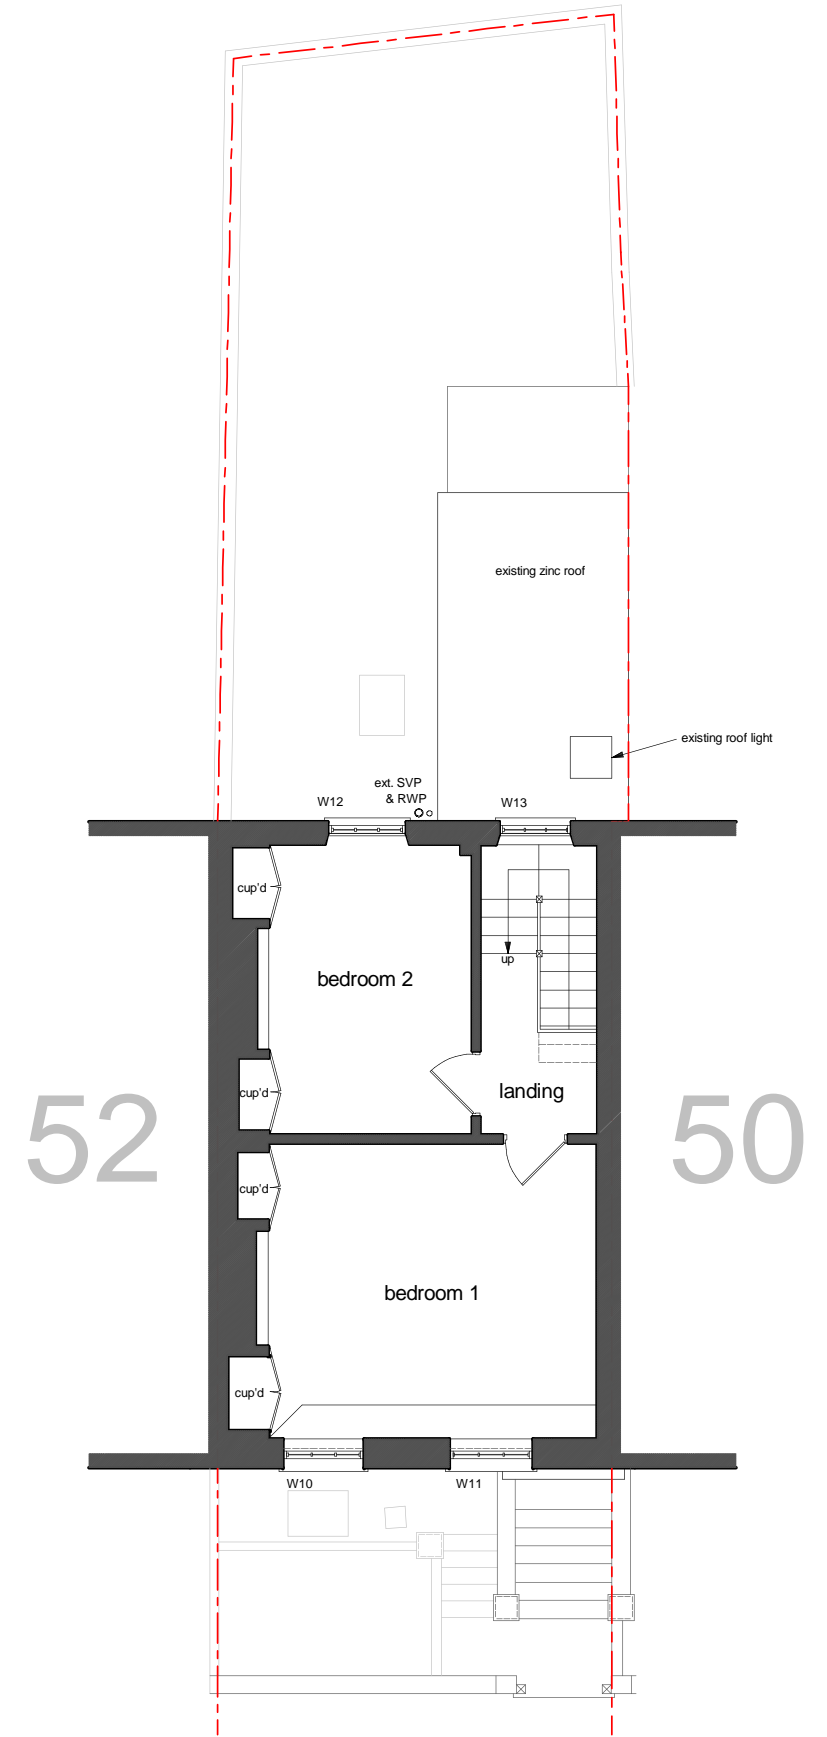 existing zinc roof
existing roof light
ext. SVP
& RWP
W12
W13
cup'd
bedroom 2
up
cup'd
landing
52
50
cup'd
bedroom 1
cup'd
W10
W11